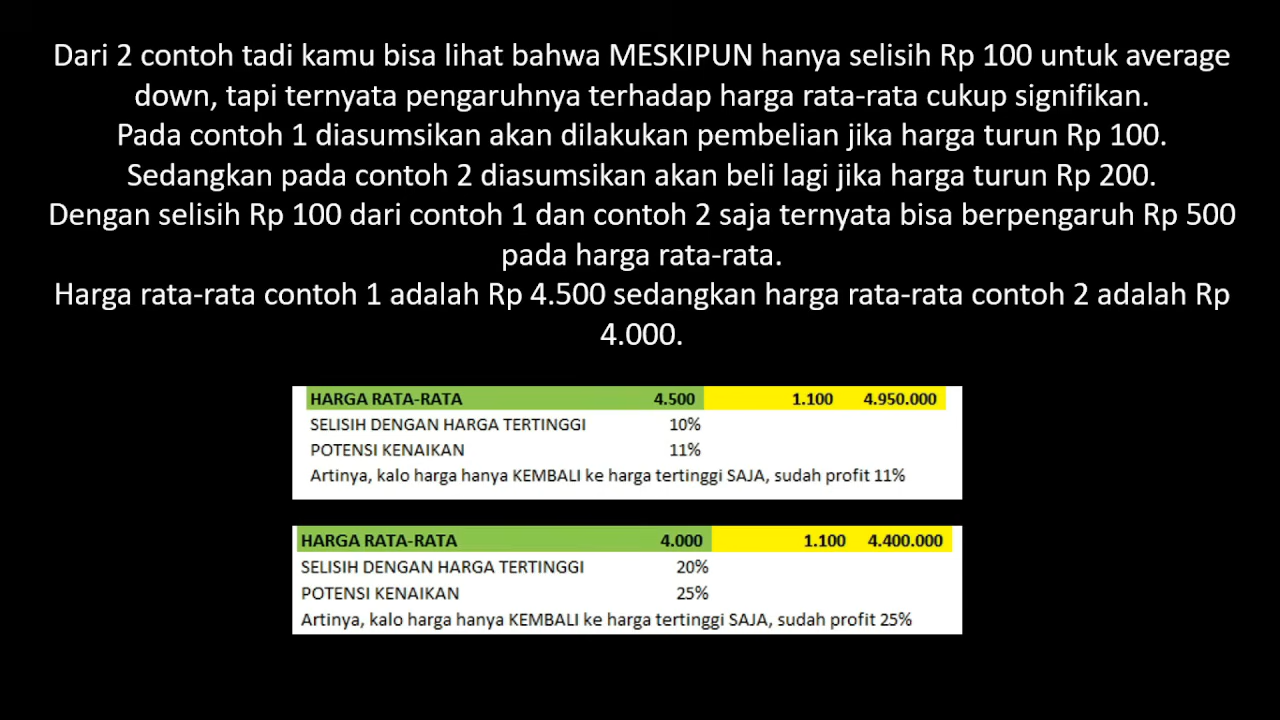 Dari 2 contoh tadi kamu bisa lihat bahwa MESKIPUN hanya selisih Rp 100 untuk average
down, tapi ternyata pengaruhnya terhadap harga rata-rata cukup signifikan.
Pada contoh 1 diasumsikan akan dilakukan pembelian jika harga turun Rp 100.
Sedangkan pada contoh 2 diasumsikan akan beli lagi jika harga turun Rp 200.
Dengan selisih Rp 100 dari contoh 1 dan contoh 2 saja ternyata bisa berpengaruh Rp 500
pada harga rata-rata.
Harga rata-rata contoh 1 adalah Rp 4.500 sedangkan harga rata-rata contoh 2 adalah Rp
4.000.
HARGA RATA-RATA 4.500 1.100 4.950.000
SELISIH DENGAN HARGA TERTINGGI 10%
POTENSI KENAIKAN 11%
Artinya, kalo harga hanya KEMBALI ke harga tertinggi SAJA, sudah profit 11%
HARGA RATA-RATA 4.000 1.100 4.400.000
SELISIH DENGAN HARGA TERTINGGI 20%
POTENSI KENAIKAN 25%
Artinya, kalo harga hanya KEMBALI ke harga tertinggi SAJA, sudah profit 25%